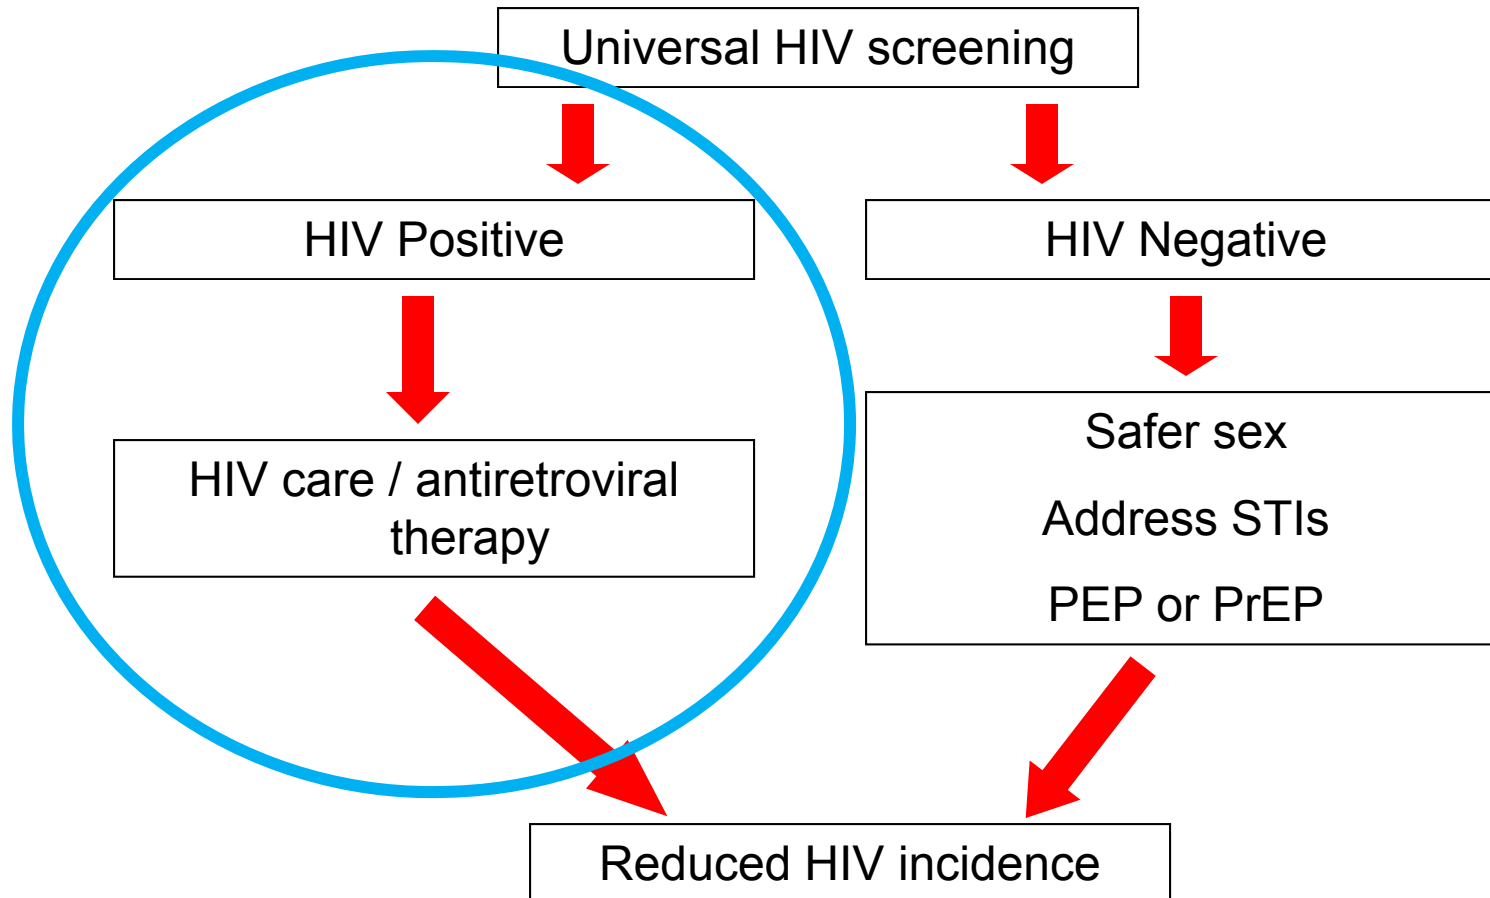 Universal HIV screening
HIV Positive
HIV Negative
HIV care / antiretroviral
therapy
Safer sex
Address STIs
PEP or PrEP
Reduced HIV incidence